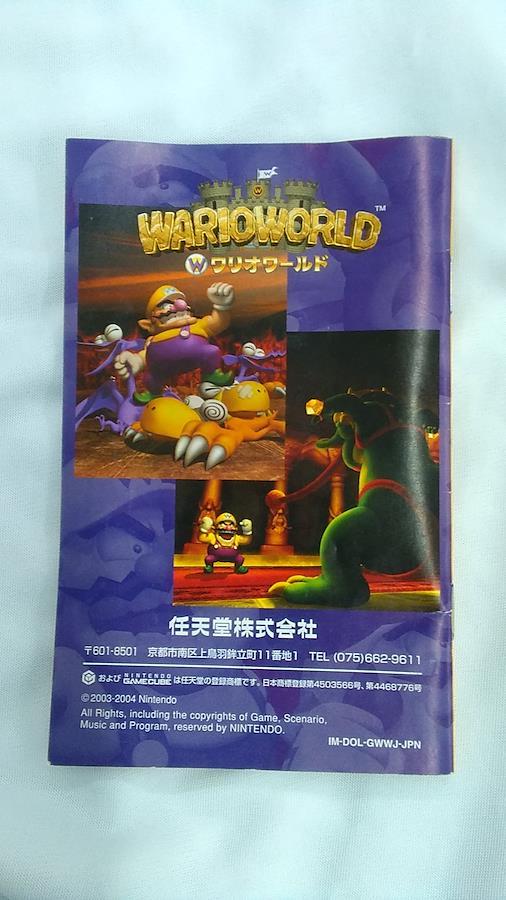 W
W
WARIOWORLD™
W ワリオワールド
任天堂株式会社
〒601-8501 京都市南区上鳥羽鉾立町11番地1 TEL (075)662-9611
および NINTENDO GAMECUBE は任天堂の登録商標です。日本商標登録第4503566号、第4468776号
©2003-2004 Nintendo
All Rights, including the copyrights of Game, Scenario,
Music and Program, reserved by NINTENDO.
IM-DOL-GWWJ-JPN